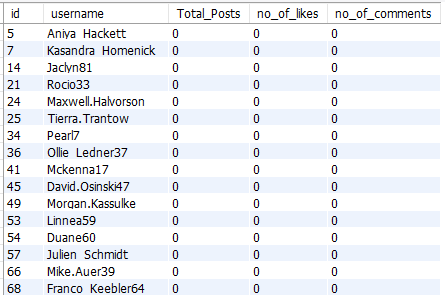 id username Total_Posts no_of_likes no_of_comments
5 Aniya_Hackett 0 0 0
7 Kasandra_Homenick 0 0 0
14 Jaclyn81 0 0 0
21 Rocio33 0 0 0
24 Maxwell.Halvorson 0 0 0
25 Tierra.Trantow 0 0 0
34 Pearl7 0 0 0
36 Ollie_Ledner37 0 0 0
41 Mckenna17 0 0 0
45 David.Osinski47 0 0 0
49 Morgan.Kassulke 0 0 0
53 Linnea59 0 0 0
54 Duane60 0 0 0
57 Julien_Schmidt 0 0 0
66 Mike.Auer39 0 0 0
68 Franco_Keebler64 0 0 0